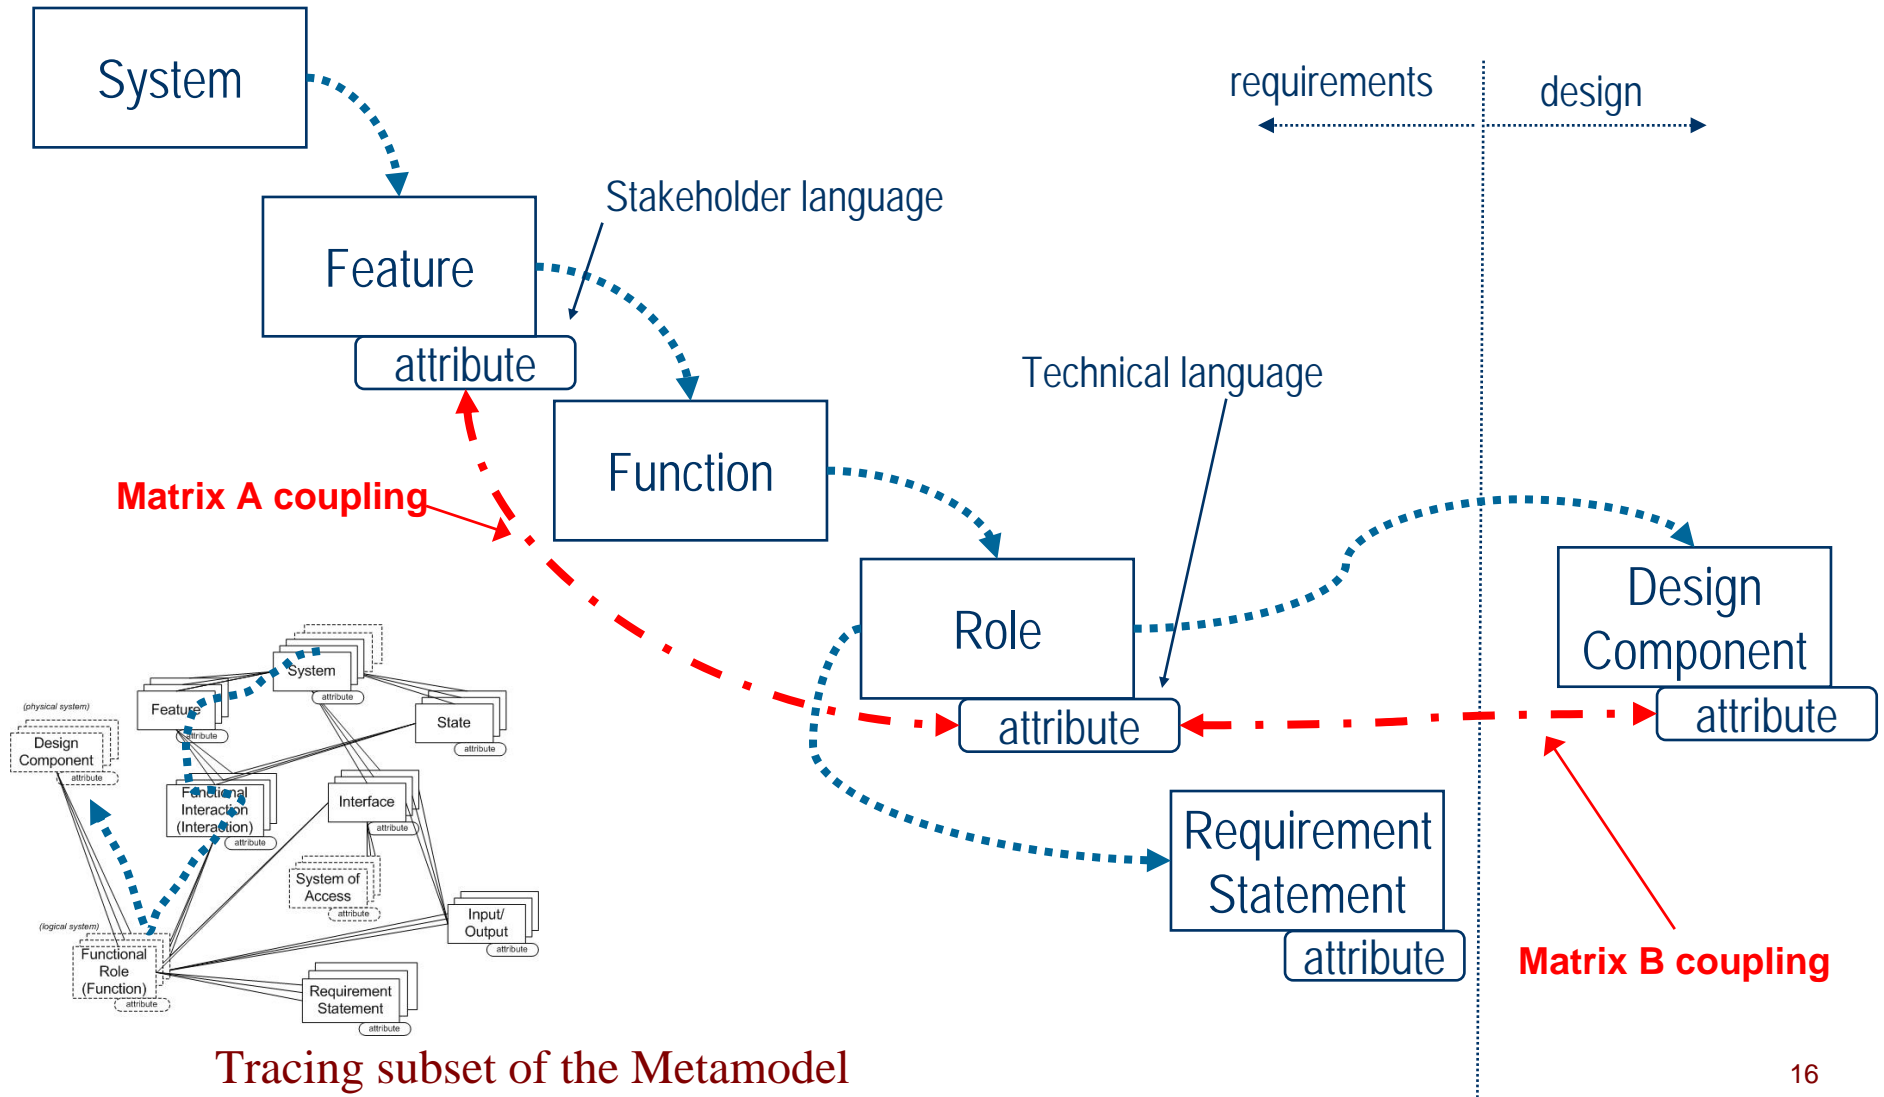 System
requirements
design
Stakeholder language
Feature
attribute
Technical language
Function
Matrix A coupling
Role
attribute
Design
Component
attribute
Requirement
Statement
attribute
Matrix B coupling
System
attribute
Feature
attribute
State
attribute
(physical system)
Design
Component
attribute
Functional
Interaction
(Interaction)
attribute
Interface
attribute
System of
Access
attribute
Input/
Output
attribute
(logical system)
Functional
Role
(Function)
attribute
Requirement
Statement
attribute
Tracing subset of the Metamodel
16